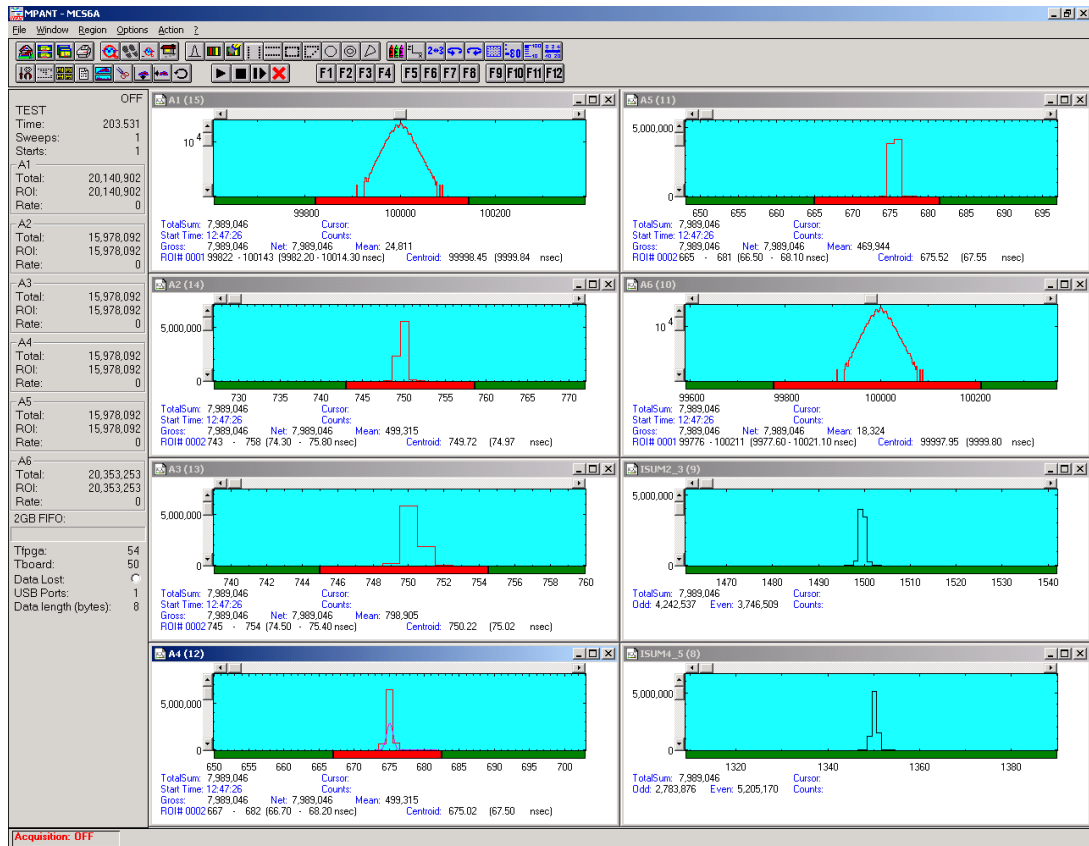 MPANT - MCS6A
File Window Region Options Action ?
2↔3 -80
F1 F2 F3 F4 F5 F6 F7 F8 F9 F10 F11 F12
OFF
TEST
Time: 203.531
Sweeps: 1
Starts: 1
A1
Total: 20,140,902
ROI: 20,140,902
Rate: 0
A2
Total: 15,978,092
ROI: 15,978,092
Rate: 0
A3
Total: 15,978,092
ROI: 15,978,092
Rate: 0
A4
Total: 15,978,092
ROI: 15,978,092
Rate: 0
A5
Total: 15,978,092
ROI: 15,978,092
Rate: 0
A6
Total: 20,353,253
ROI: 20,353,253
Rate: 0
2GB FIFO:
Tfpga: 54
Tboard: 50
Data Lost:
USB Ports: 1
Data length (bytes): 8
A1 (15)
10 4
99800 100000 100200
TotalSum: 7,989,046 Cursor:
Start Time: 12:47:26 Counts:
Gross: 7,989,046 Net: 7,989,046 Mean: 24,811
ROI# 0001 99822 - 100143 (9982.20 - 10014.30 nsec) Centroid: 99998.45 (9999.84 nsec)
A5 (11)
5,000,000
0
650 655 660 665 670 675 680 685 690 695
TotalSum: 7,989,046 Cursor:
Start Time: 12:47:26 Counts:
Gross: 7,989,046 Net: 7,989,046 Mean: 469,944
ROI# 0002 665 - 681 (66.50 - 68.10 nsec) Centroid: 675.52 (67.55 nsec)
A2 (14)
5,000,000
0
730 735 740 745 750 755 760 765 770
TotalSum: 7,989,046 Cursor:
Start Time: 12:47:26 Counts:
Gross: 7,989,046 Net: 7,989,046 Mean: 499,315
ROI# 0002 743 - 758 (74.30 - 75.80 nsec) Centroid: 749.72 (74.97 nsec)
A6 (10)
10 4
99600 99800 100000 100200
TotalSum: 7,989,046 Cursor:
Start Time: 12:47:26 Counts:
Gross: 7,989,046 Net: 7,989,046 Mean: 18,324
ROI# 0001 99776 - 100211 (9977.60 - 10021.10 nsec) Centroid: 99997.95 (9999.80 nsec)
A3 (13)
5,000,000
0
740 742 744 746 748 750 752 754 756 758 760
TotalSum: 7,989,046 Cursor:
Start Time: 12:47:26 Counts:
Gross: 7,989,046 Net: 7,989,046 Mean: 798,905
ROI# 0002 745 - 754 (74.50 - 75.40 nsec) Centroid: 750.22 (75.02 nsec)
ISUM2_3 (9)
5,000,000
0
1470 1480 1490 1500 1510 1520 1530 1540
TotalSum: 7,989,046 Cursor:
Odd: 4,242,537 Even: 3,746,509 Counts:
A4 (12)
5,000,000
0
650 655 660 665 670 675 680 685 690 695 700
TotalSum: 7,989,046 Cursor:
Start Time: 12:47:26 Counts:
Gross: 7,989,046 Net: 7,989,046 Mean: 499,315
ROI# 0002 667 - 682 (66.70 - 68.20 nsec) Centroid: 675.02 (67.50 nsec)
ISUM4_5 (8)
5,000,000
0
1320 1340 1360 1380
TotalSum: 7,989,046 Cursor:
Odd: 2,783,876 Even: 5,205,170 Counts:
Acquisition: OFF